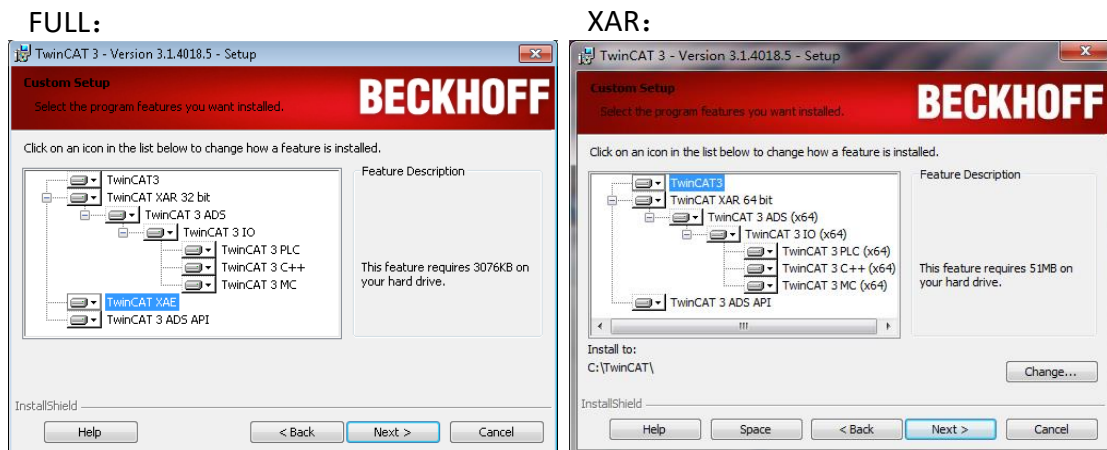 FULL：
TwinCAT 3 - Version 3.1.4018.5 - Setup
Custom Setup
Select the program features you want installed.
BECKHOFF
Click on an icon in the list below to change how a feature is installed.
TwinCAT3
TwinCAT XAR 32 bit
TwinCAT 3 ADS
TwinCAT 3 IO
TwinCAT 3 PLC
TwinCAT 3 C++
TwinCAT 3 MC
TwinCAT XAE
TwinCAT 3 ADS API
Feature Description
This feature requires 3076KB on
your hard drive.
InstallShield
Help
< Back
Next >
Cancel
XAR：
TwinCAT 3 - Version 3.1.4018.5 - Setup
Custom Setup
Select the program features you want installed.
BECKHOFF
Click on an icon in the list below to change how a feature is installed.
TwinCAT3
TwinCAT XAR 64 bit
TwinCAT 3 ADS (x64)
TwinCAT 3 IO (x64)
TwinCAT 3 PLC (x64)
TwinCAT 3 C++ (x64)
TwinCAT 3 MC (x64)
TwinCAT 3 ADS API
Feature Description
This feature requires 51MB on
your hard drive.
Install to:
C:\TwinCAT\
Change...
InstallShield
Help
Space
< Back
Next >
Cancel